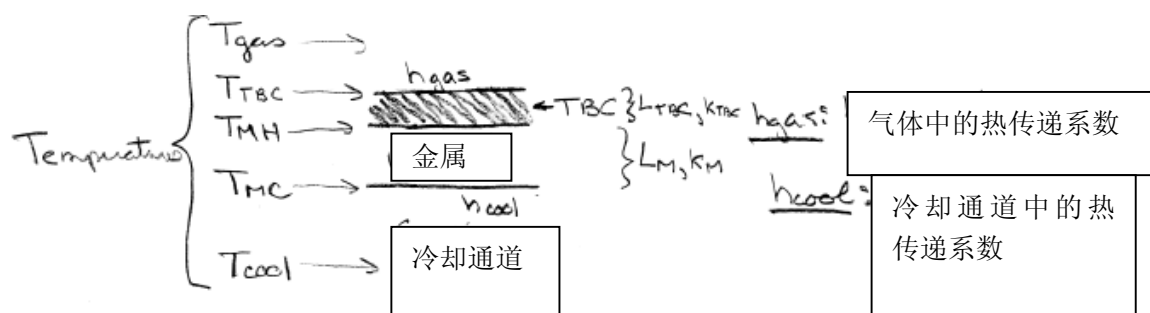 Tgas
hgas
TTBC
TBC } LTBC, KTBC
hgas:
气体中的热传递系数
TMH
Temperature
金属
} LM, KM
TMC
hcool
hcool:
冷却通道中的热
传递系数
Tcool
冷却通道